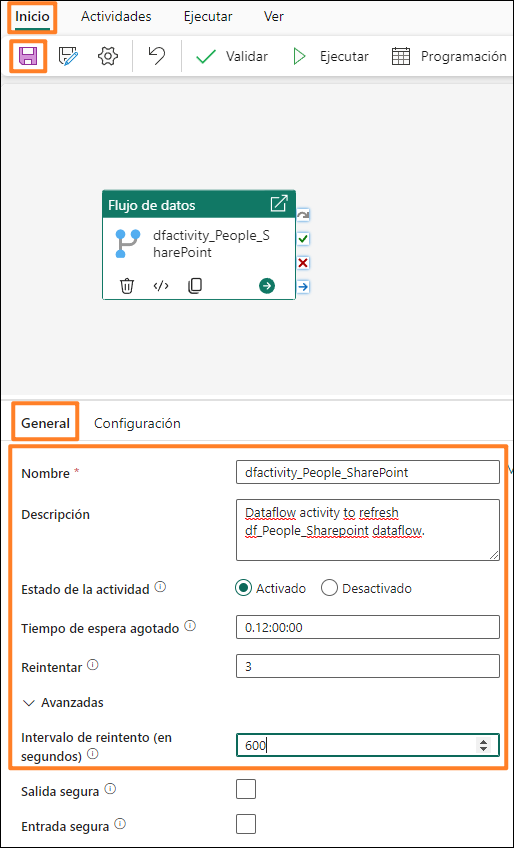 Inicio Actividades Ejecutar Ver
Validar Ejecutar Programación
Flujo de datos
dfactivity_People_S
harePoint
General Configuración
Nombre *
dfactivity_People_SharePoint
Descripción
Dataflow activity to refresh
df_People_Sharepoint dataflow.
Estado de la actividad Activado Desactivado
Tiempo de espera agotado 0.12:00:00
Reintentar 3
Avanzadas
Intervalo de reintento (en
segundos)
600
Salida segura
Entrada segura